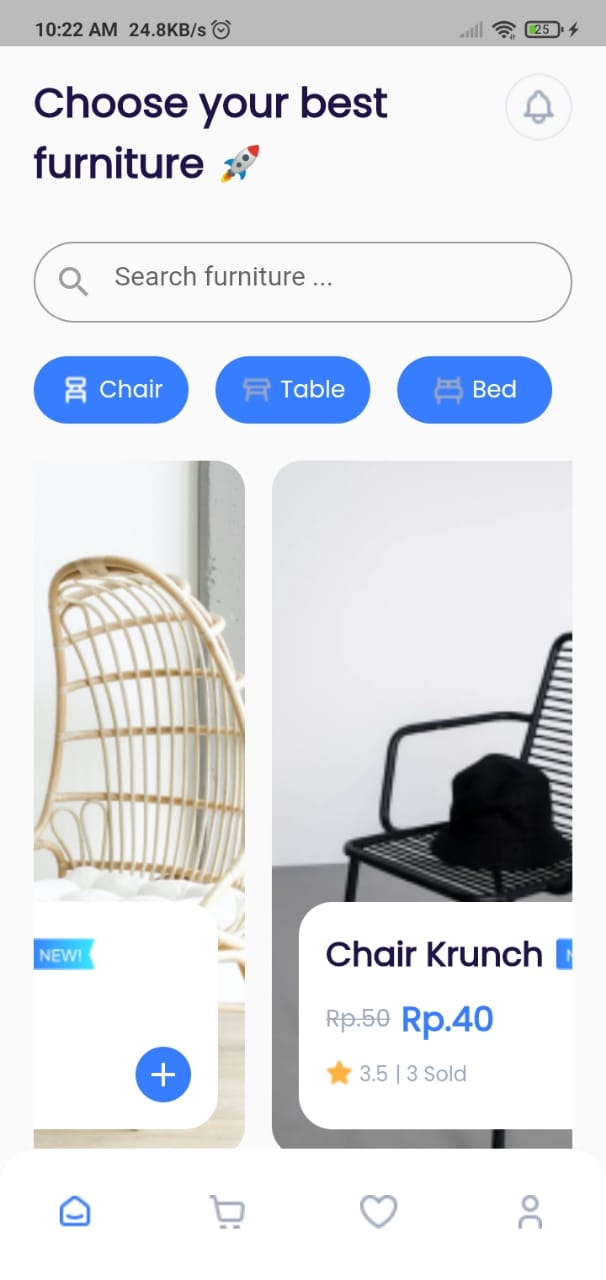 10:22 AM 24.8KB/s
25
Choose your best
furniture 🚀
Search furniture ...
Chair
Table
Bed
NEW!
Chair Krunch
Rp.50 Rp.40
3.5 | 3 Sold